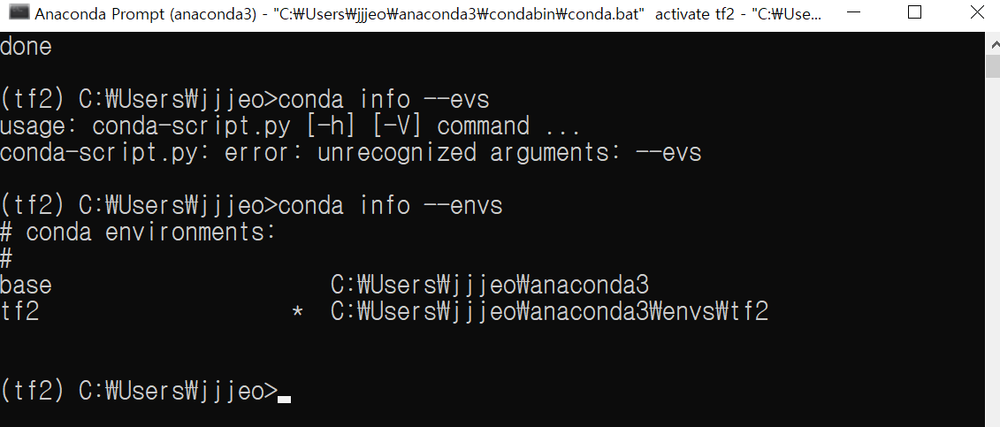 Anaconda Prompt (anaconda3) - "C:₩Users₩jjjeo₩anaconda3₩condabin₩conda.bat"  activate tf2 - "C:₩Use...
done
(tf2) C:₩Users₩jjjeo>conda info --evs
usage: conda-script.py [-h] [-V] command ...
conda-script.py: error: unrecognized arguments: --evs
(tf2) C:₩Users₩jjjeo>conda info --envs
# conda environments:
#
base                     C:₩Users₩jjjeo₩anaconda3
tf2                   *  C:₩Users₩jjjeo₩anaconda3₩envs₩tf2
(tf2) C:₩Users₩jjjeo>